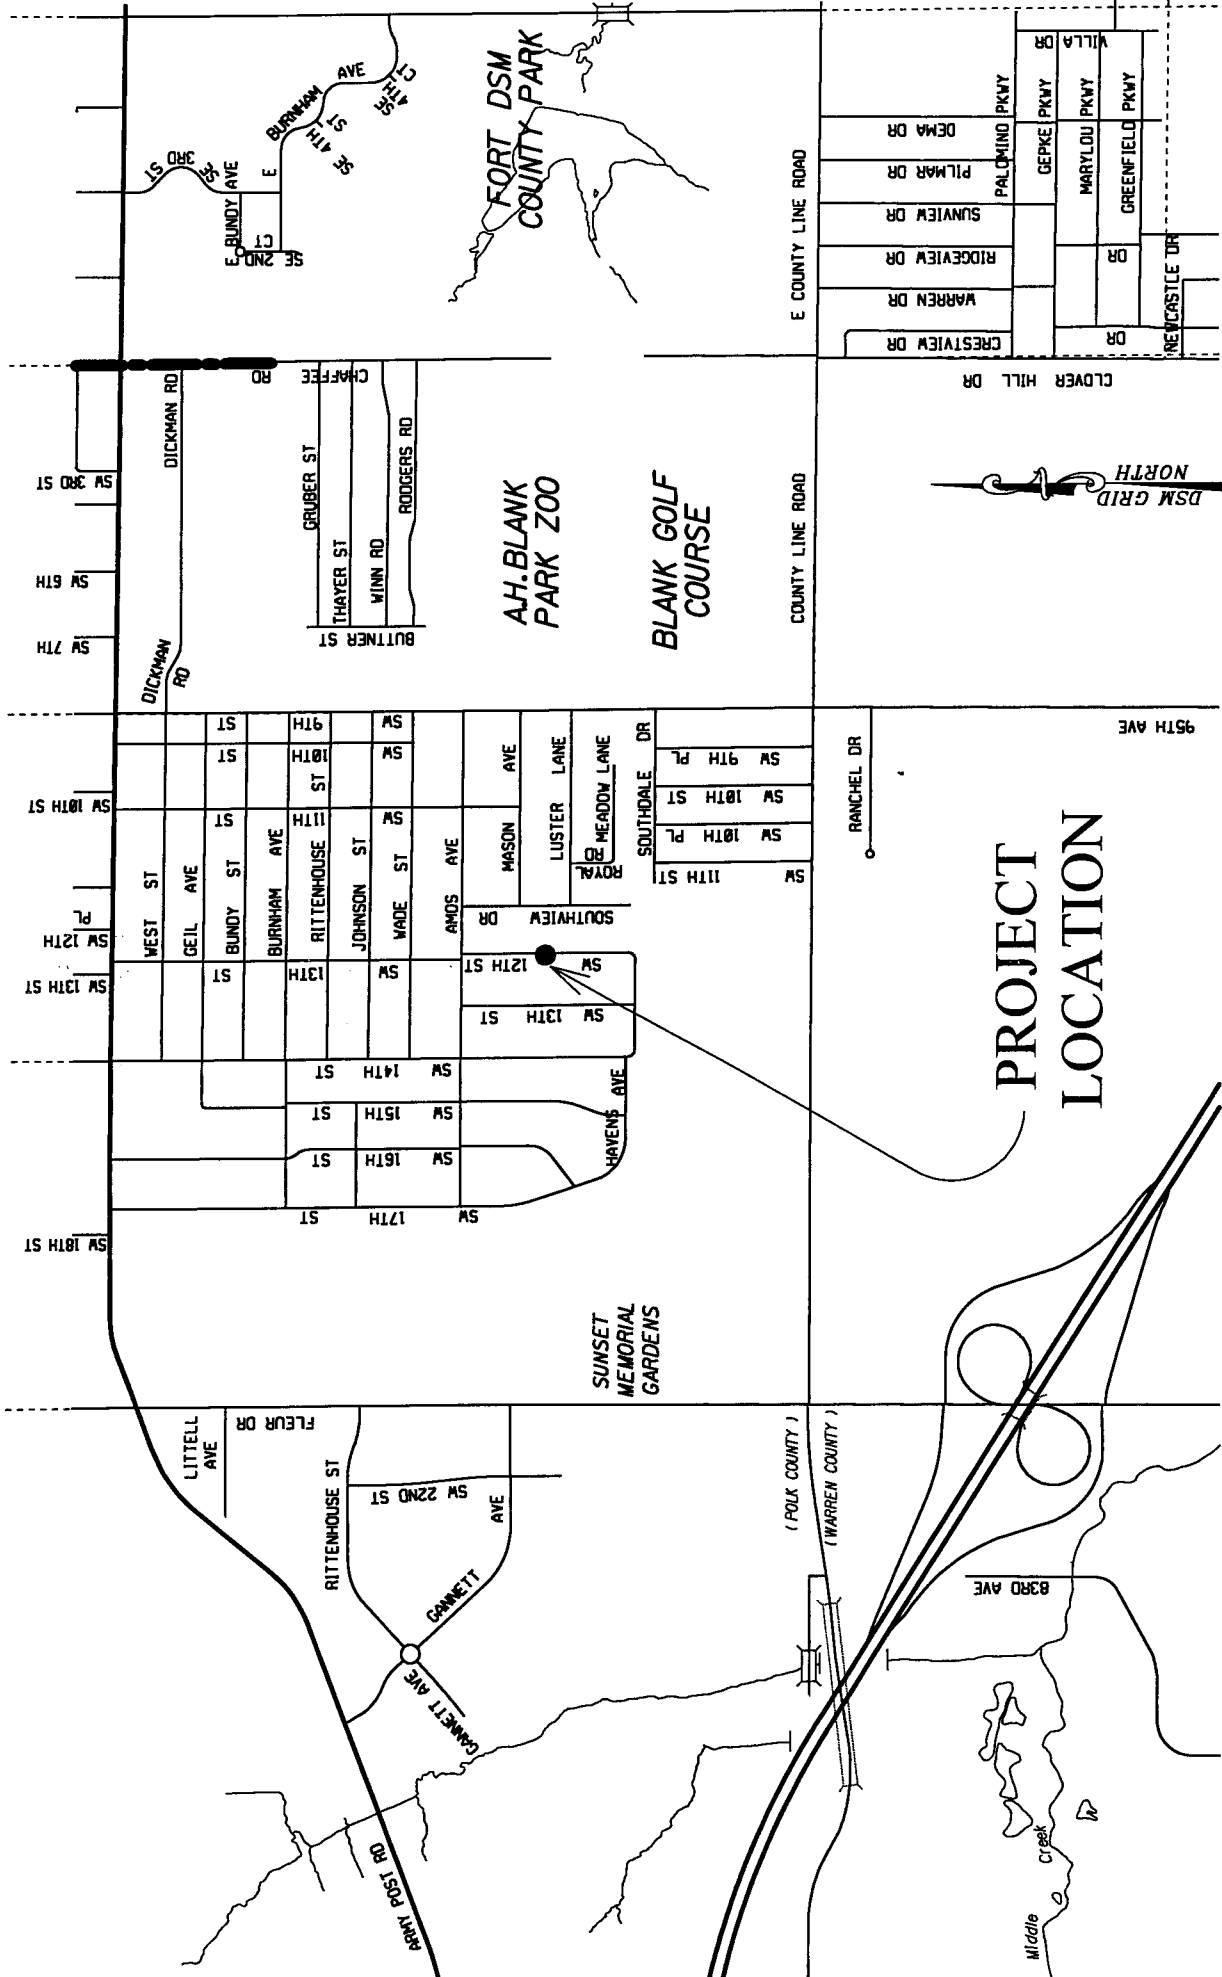 BURNHAM AVE
SE 4TH CT
SE 4TH ST
SE 3RD ST
E BUNDY AVE
E
SE 2ND CT
FORT DSM
COUNTY PARK
E COUNTY LINE ROAD
VILLA DR
DEMA DR
PILMAR DR
SUNVIEW DR
RIDGEVIEW DR
WARREN DR
CRESTVIEW DR
PALOMINO PKWY
GEPKE PKWY
MARYLOU PKWY
GREENFIELD PKWY
DR
DR
NEWCASTLE DR
CLOVER HILL DR
CHAFFEE RD
DICKMAN RD
DICKMAN
RD
SW 3RD ST
SW 6TH
SW 7TH
GRUBER ST
THAYER ST
WINN RD
RODGERS RD
BUTTNER ST
A.H.BLANK
PARK ZOO
BLANK GOLF
COURSE
COUNTY LINE ROAD
DSM GRID
NORTH
95TH AVE
SW 9TH ST
SW 10TH ST
SW 11TH ST
SW 13TH ST
SW 10TH ST
SW 12TH
PL
SW 13TH ST
WEST ST
GEIL AVE
BUNDY ST
BURNHAM AVE
RITTENHOUSE ST
JOHNSON ST
WADE ST
AMOS AVE
MASON AVE
LUSTER LANE
MEADOW LANE
ROYAL
RD
SOUTHDALE DR
SOUTHVIEW DR
SW 9TH PL
SW 10TH ST
SW 10TH PL
SW 11TH ST
RANCHEL DR
SW 12TH ST
SW 13TH ST
SW 14TH ST
SW 15TH ST
SW 16TH ST
SW 17TH ST
HAVENS AVE
SW 18TH ST
PROJECT
LOCATION
SUNSET
MEMORIAL
GARDENS
LITTELL
AVE
FLEUR DR
RITTENHOUSE ST
SW 22ND ST
GANNETT AVE
GANNETT AVE
ARMY POST RD
(POLK COUNTY)
(WARREN COUNTY)
83RD AVE
Middle Creek